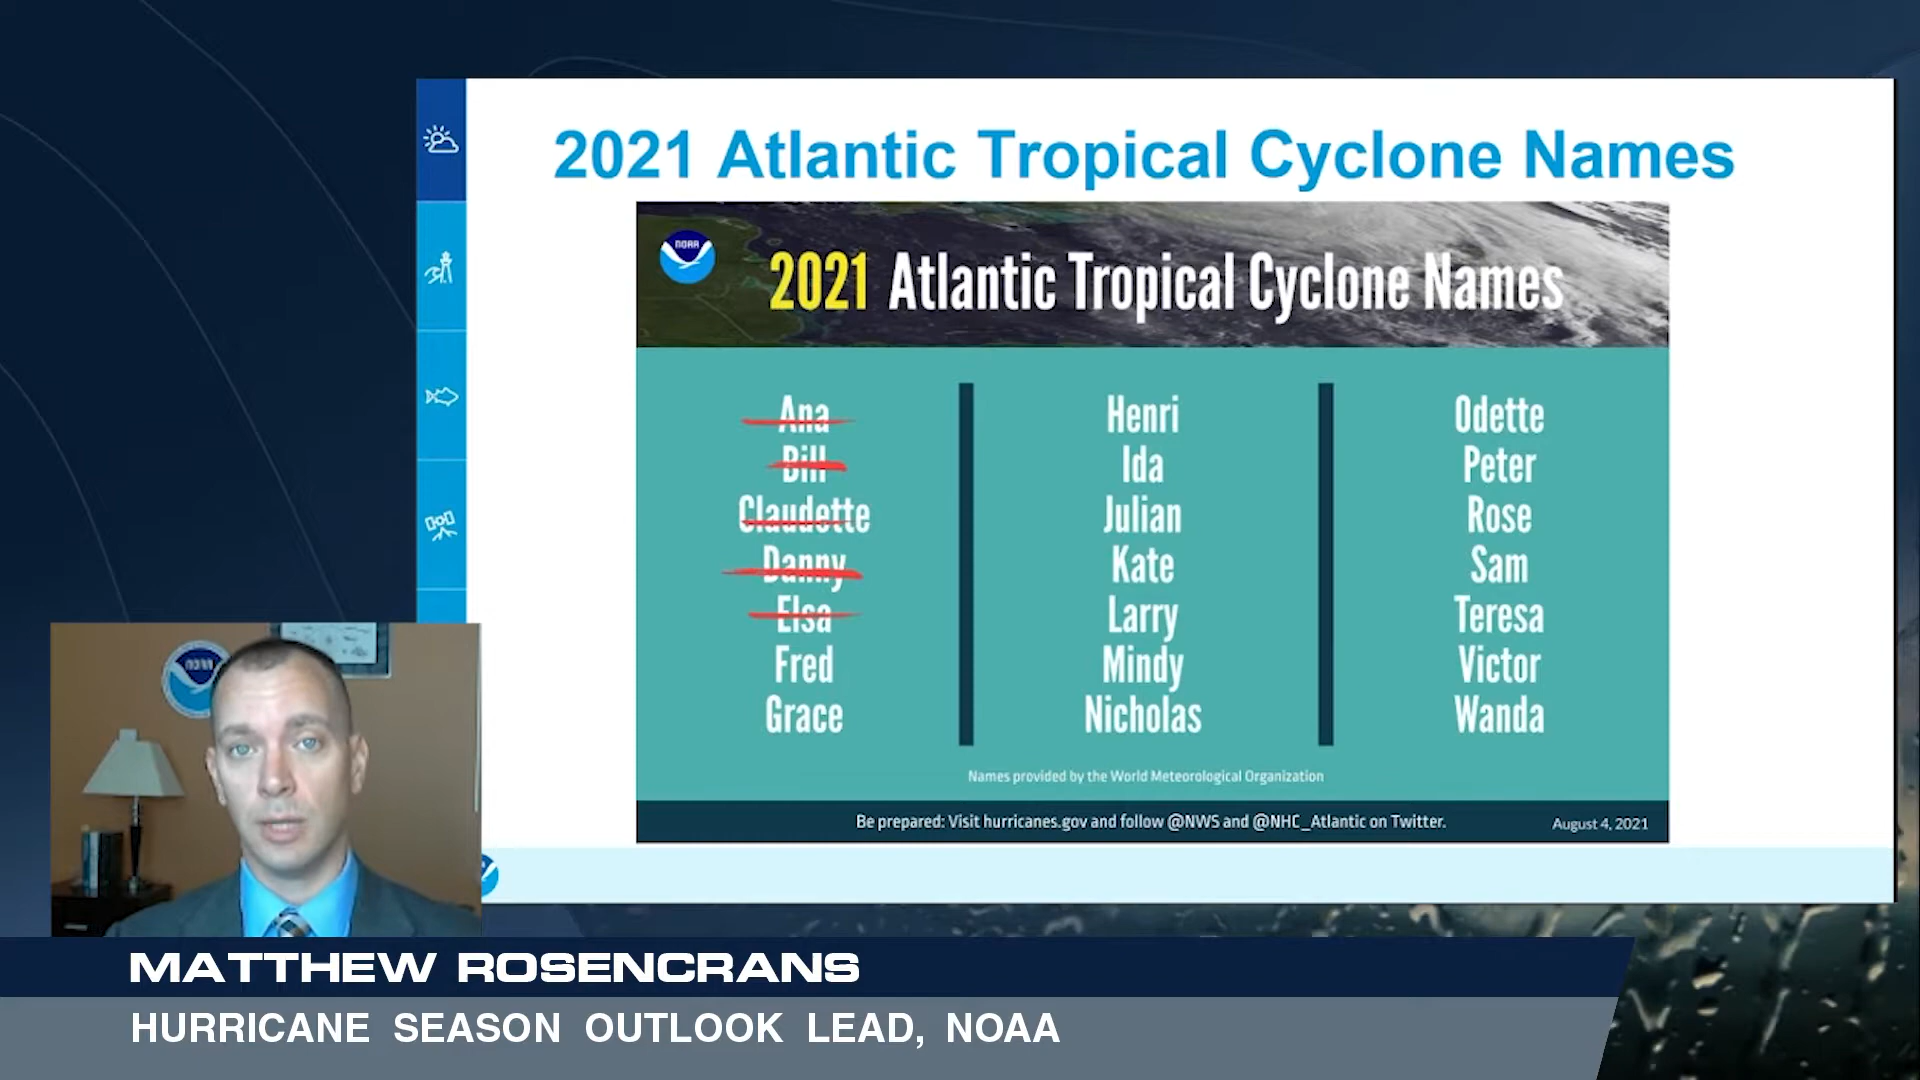 2021 Atlantic Tropical Cyclone Names
NOAA
2021 Atlantic Tropical Cyclone Names
Ana
Bill
Claudette
Danny
Elsa
Fred
Grace
Henri
Ida
Julian
Kate
Larry
Mindy
Nicholas
Odette
Peter
Rose
Sam
Teresa
Victor
Wanda
Names provided by the World Meteorological Organization
Be prepared: Visit hurricanes.gov and follow @NWS and @NHC_Atlantic on Twitter.
August 4, 2021
NOAA
MATTHEW ROSENCRANS
HURRICANE SEASON OUTLOOK LEAD, NOAA